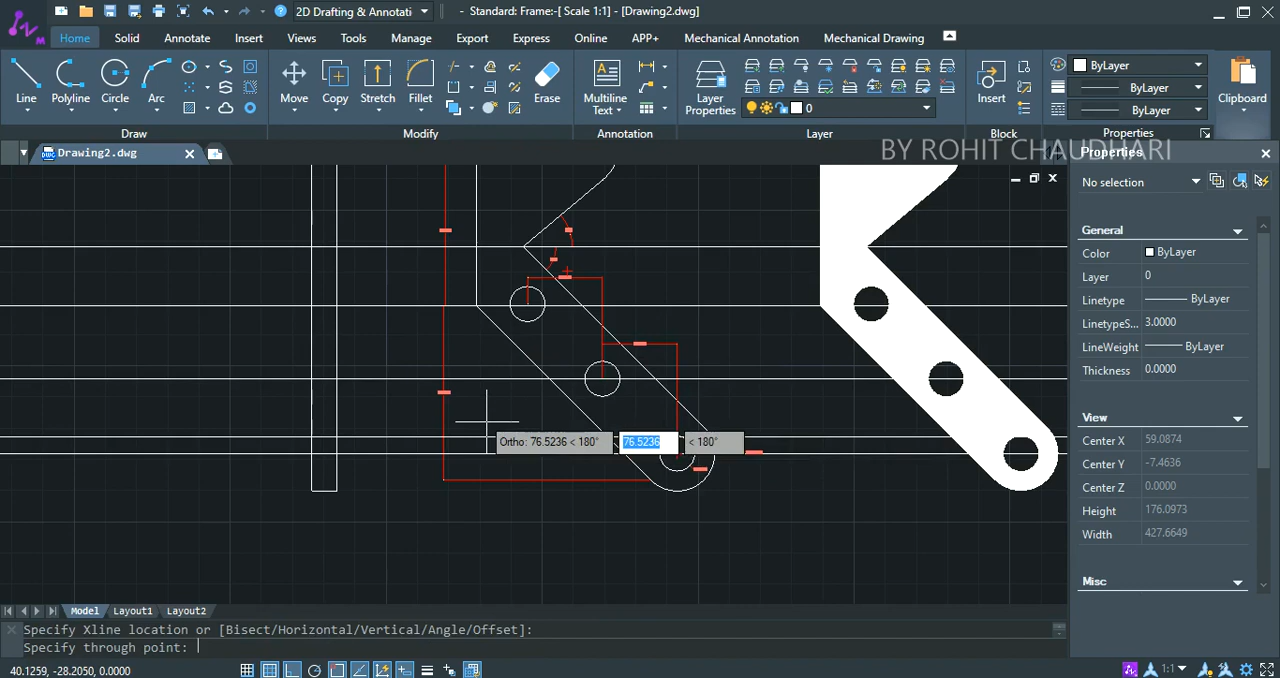 2D Drafting & Annotati
- Standard: Frame:-[ Scale 1:1] - [Drawing2.dwg]
M
Home Solid Annotate Insert Views Tools Manage Export Express Online APP+ Mechanical Annotation Mechanical Drawing
Line Polyline Circle Arc Move Copy Stretch Fillet Erase Multiline Text Layer Properties 0 Insert ByLayer ByLayer ByLayer Clipboard
Draw Modify Annotation Layer Block Properties
Drawing2.dwg
BY ROHIT CHAUDHARI
Properties
No selection
General
Color ByLayer
Layer 0
Linetype ByLayer
LinetypeS... 3.0000
LineWeight ByLayer
Thickness 0.0000
View
Center X 59.0874
Center Y -7.4636
Center Z 0.0000
Height 176.0973
Width 427.6649
Misc
Ortho: 76.5236 < 180° 76.5236 < 180°
Model Layout1 Layout2
Specify Xline location or [Bisect/Horizontal/Vertical/Angle/Offset]:
Specify through point:
40.1259, -28.2050, 0.0000
1:1